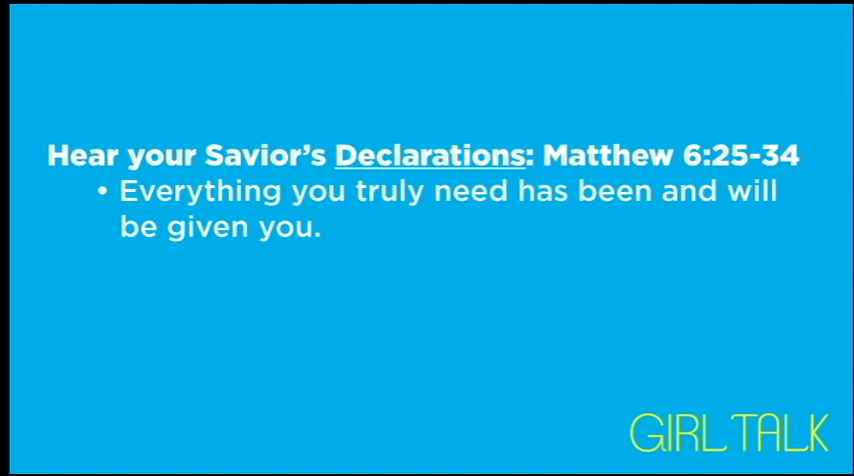 Hear your Savior's Declarations: Matthew 6:25-34
• Everything you truly need has been and will
be given you.
GIRL TALK